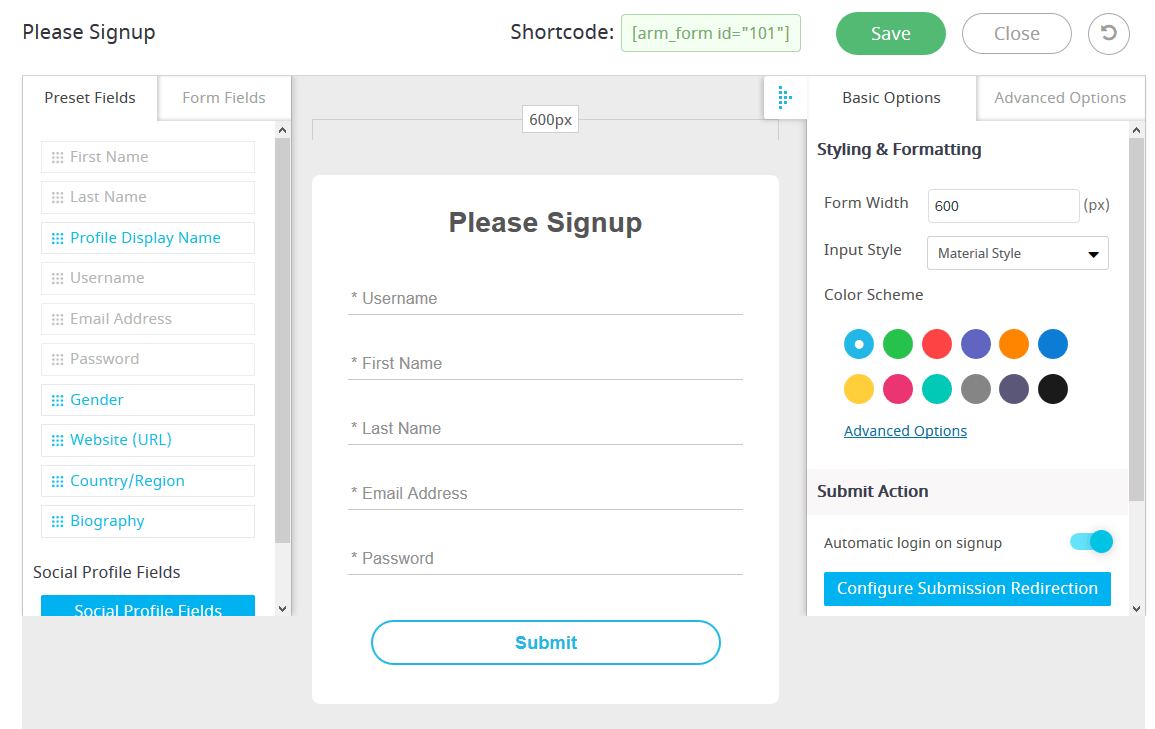 Please Signup
Shortcode: [arm_form id="101"]
Save
Close
Preset Fields
Form Fields
First Name
Last Name
Profile Display Name
Username
Email Address
Password
Gender
Website (URL)
Country/Region
Biography
Social Profile Fields
Social Profile Fields
600px
Please Signup
* Username
* First Name
* Last Name
* Email Address
* Password
Submit
Basic Options
Advanced Options
Styling & Formatting
Form Width 600 (px)
Input Style Material Style
Color Scheme
Advanced Options
Submit Action
Automatic login on signup
Configure Submission Redirection